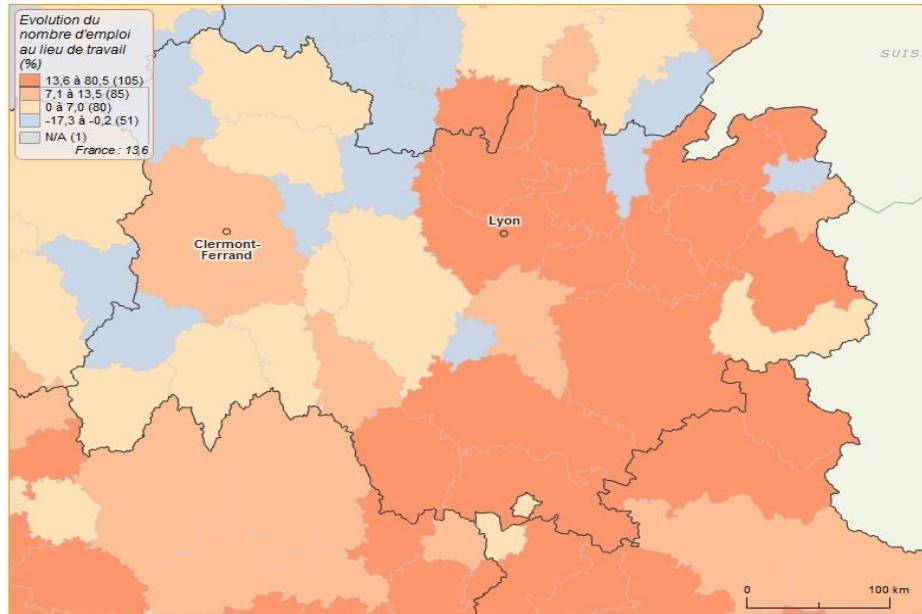 Evolution du
nombre d'emploi
au lieu de travail
(%)
13,6 à 80,5 (105)
7,1 à 13,5 (85)
0 à 7,0 (80)
-17,3 à -0,2 (51)
N/A (1)
France : 13,6
SUIS
Lyon
Clermont-
Ferrand
0
100 km